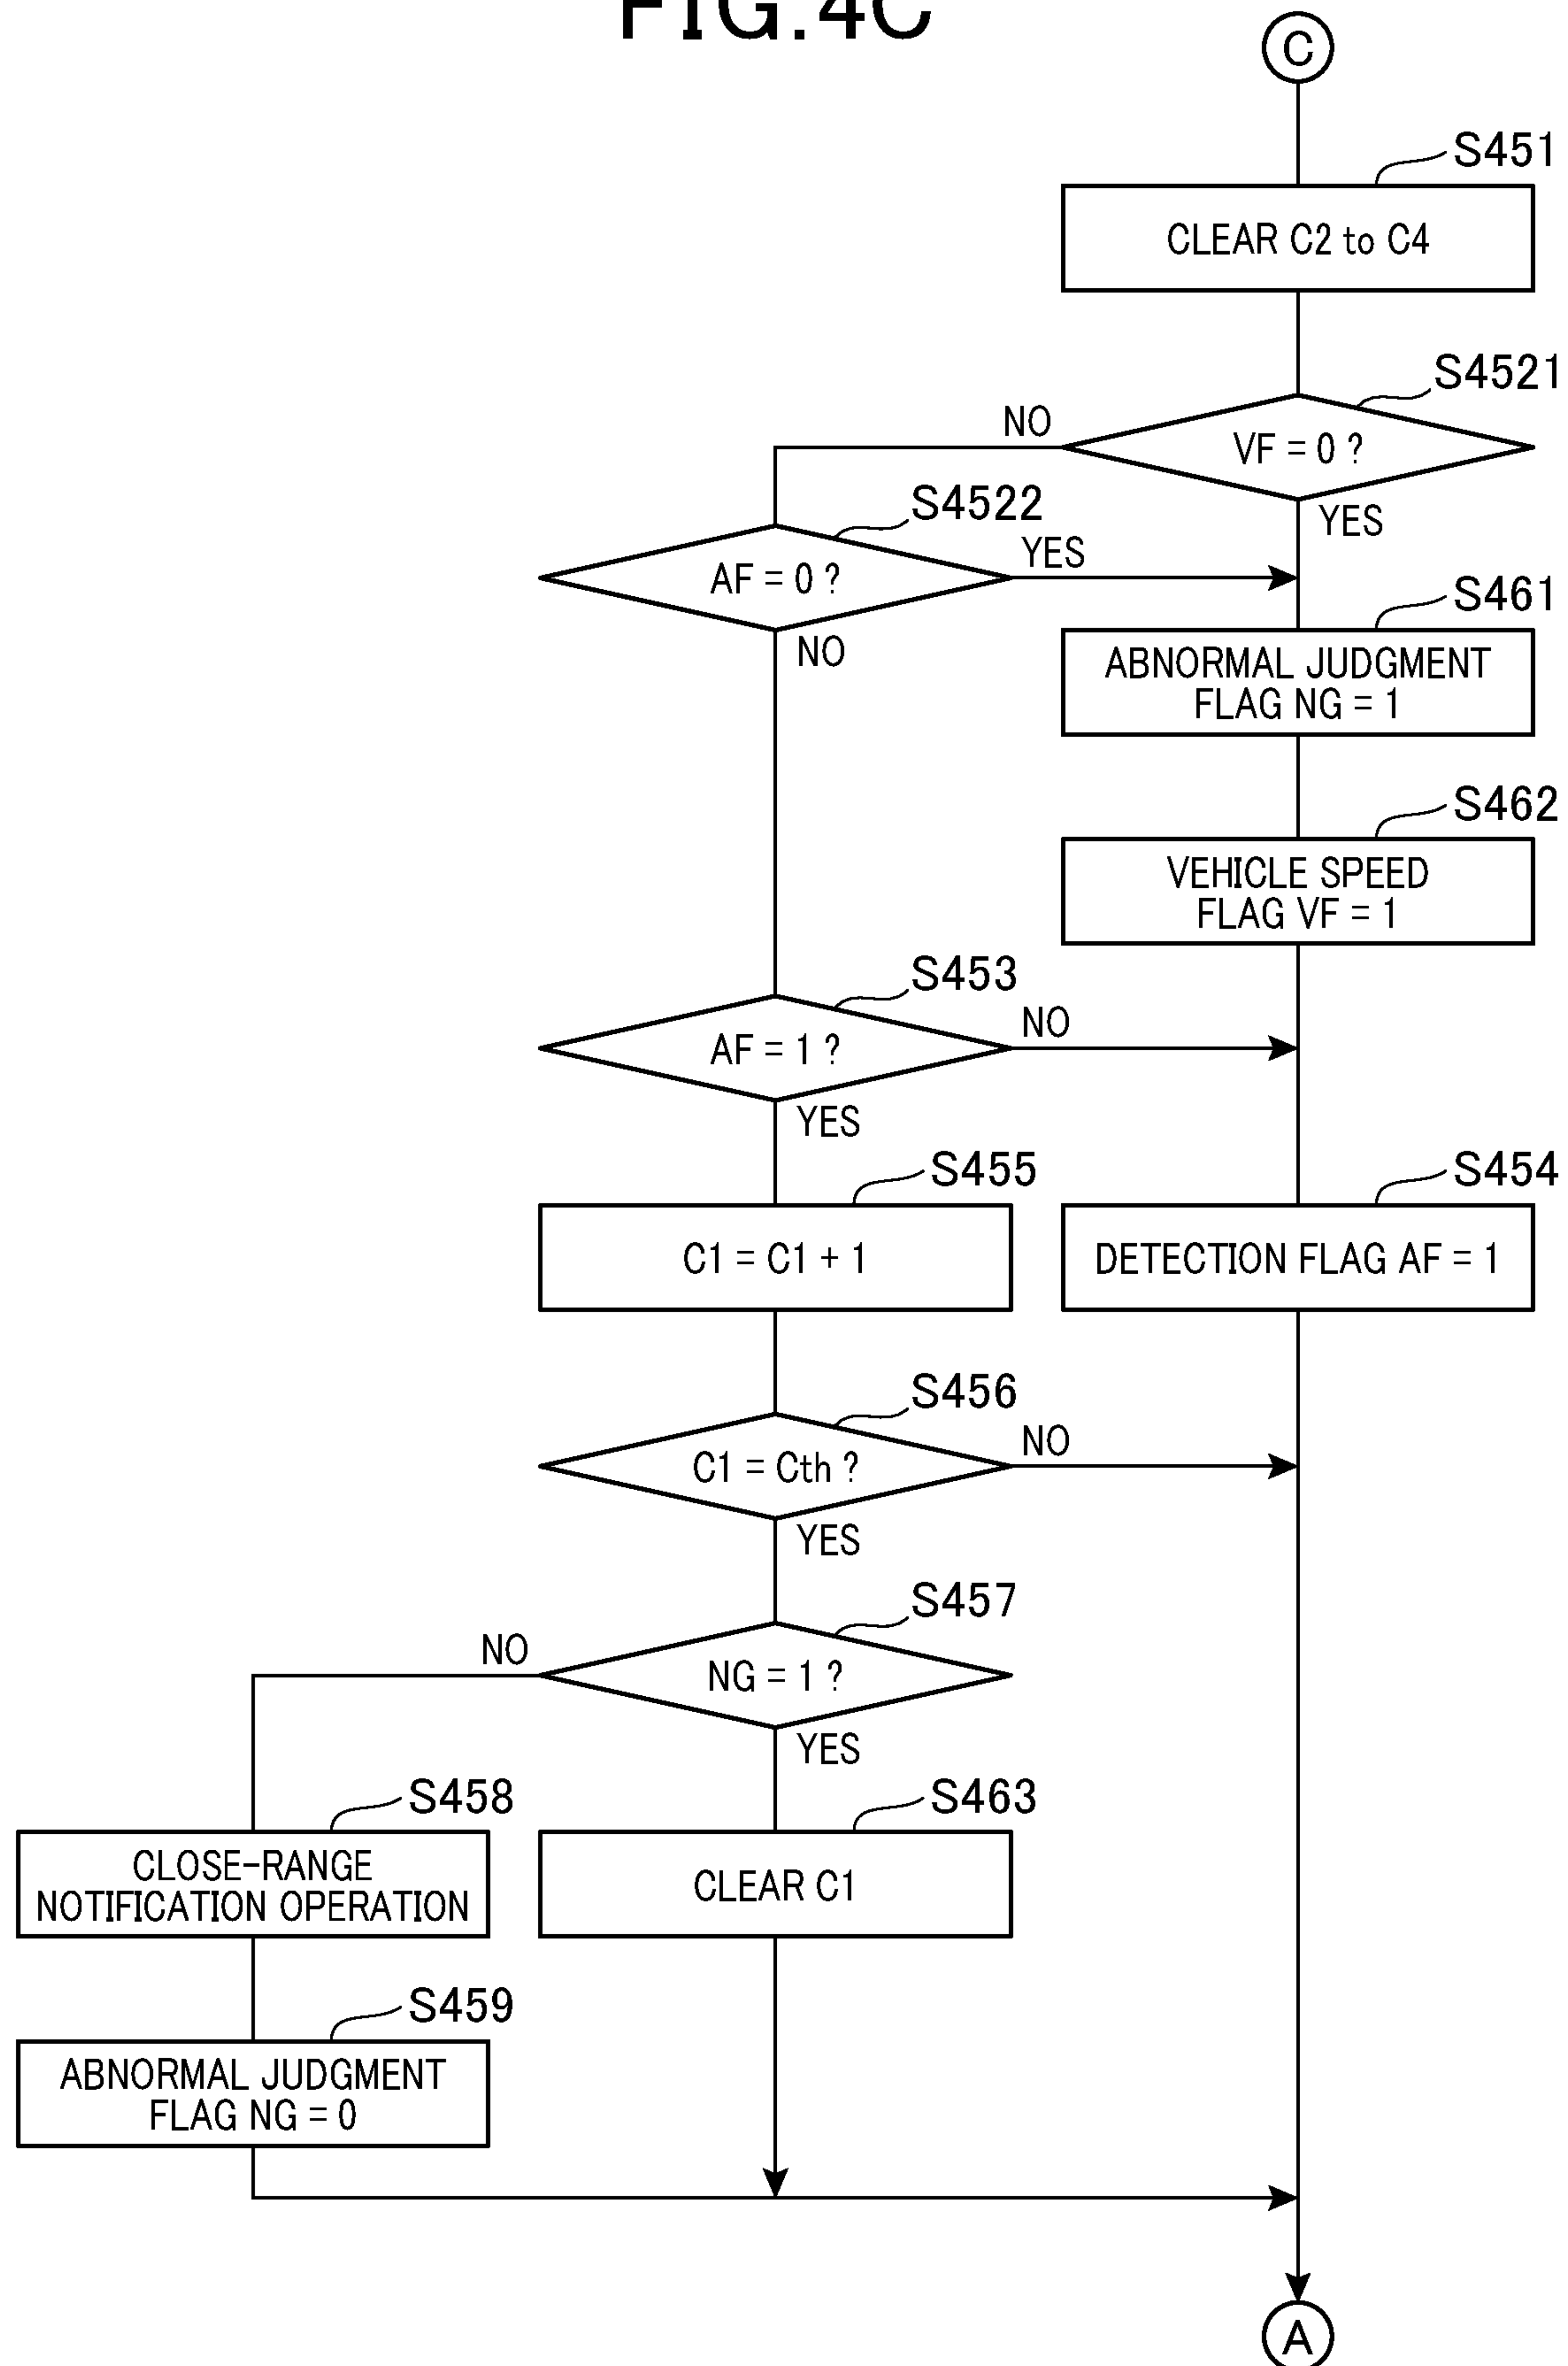 FIG.4C
C
S451
CLEAR C2 to C4
S4521
VF = 0 ?
NO
YES
S4522
AF = 0 ?
YES
NO
S461
ABNORMAL JUDGMENT
FLAG NG = 1
S462
VEHICLE SPEED
FLAG VF = 1
S453
AF = 1 ?
NO
YES
S455
C1 = C1 + 1
S454
DETECTION FLAG AF = 1
S456
C1 = Cth ?
NO
YES
S457
NG = 1 ?
NO
YES
S458
CLOSE-RANGE
NOTIFICATION OPERATION
S463
CLEAR C1
S459
ABNORMAL JUDGMENT
FLAG NG = 0
A